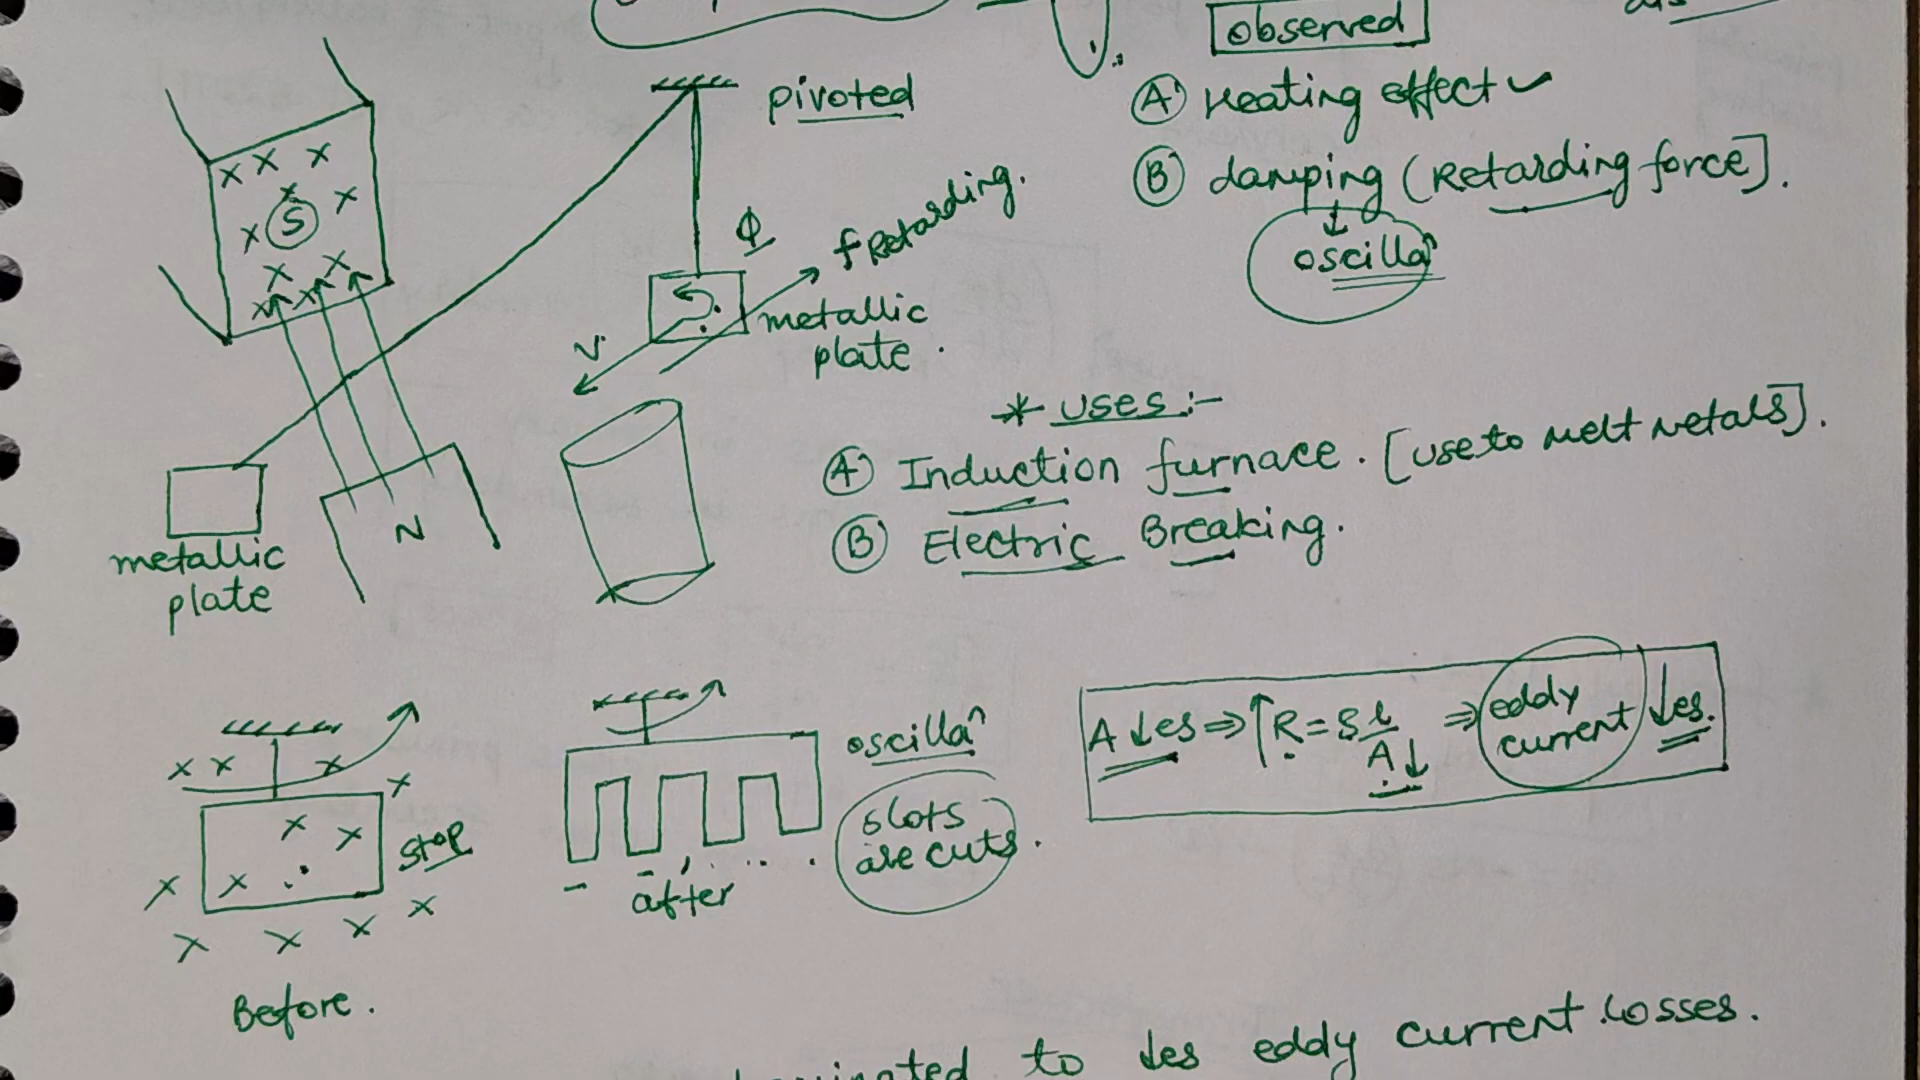 observed
pivoted
Ⓐ Heating effect ✓
Ⓑ damping (Retarding force].
↓
oscillaⁿ
x x x
x
x S x
x x
x x
ϕ
f Retarding.
v
metallic
plate.
* uses :-
Ⓐ Induction furnace. [use to melt metals].
Ⓑ Electric Breaking.
N
metallic
plate
A ↓es ⇒ ↑R = ρ l/A↓ ⇒ eddy current ↓es.
oscillaⁿ
slots
are cuts.
x x x x
x x
x
stop
x x
x x x
after
Before.
to ↓es eddy current losses.